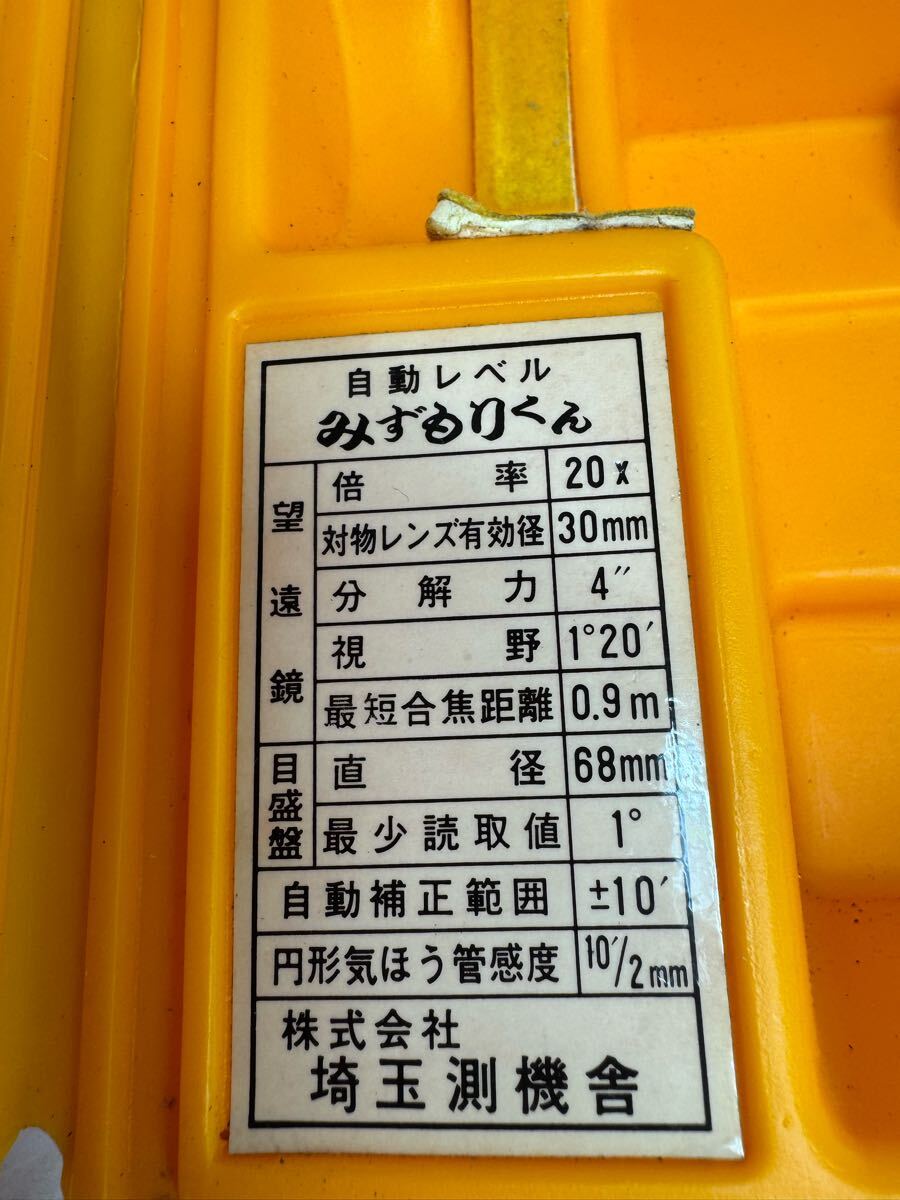 自動レベル
みずもりくん
望遠鏡
倍率 20x
対物レンズ有効径 30mm
分解力 4″
視野 1°20′
最短合焦距離 0.9m
目盛盤
直径 68mm
最少読取値 1°
自動補正範囲 ±10′
円形気ほう管感度 10′/2mm
株式会社
埼玉測機舎